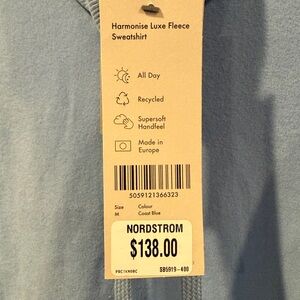 Harmonise Luxe Fleece
Sweatshirt
All Day
Recycled
Supersoft
Handfeel
Made in
Europe
5059121366323
Size Colour
M Coast Blue
NORDSTROM
$138.00
SB5919-400